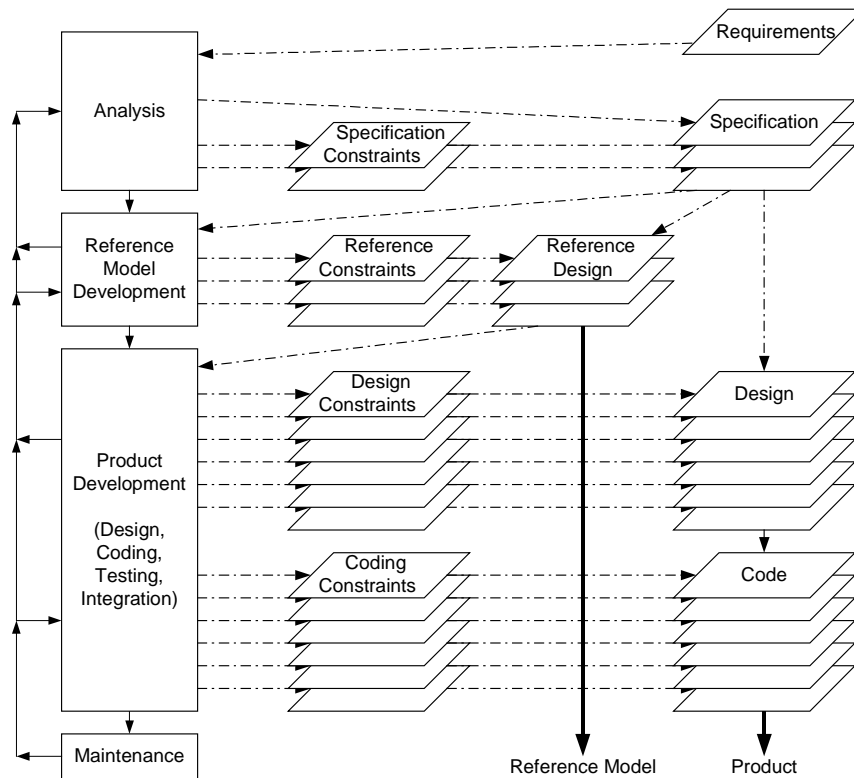 Requirements
Analysis
Specification
Specification
Constraints
Reference
Model
Development
Reference
Constraints
Reference
Design
Design
Constraints
Design
Product
Development
(Design,
Coding,
Testing,
Integration)
Coding
Constraints
Code
Maintenance
Reference Model
Product